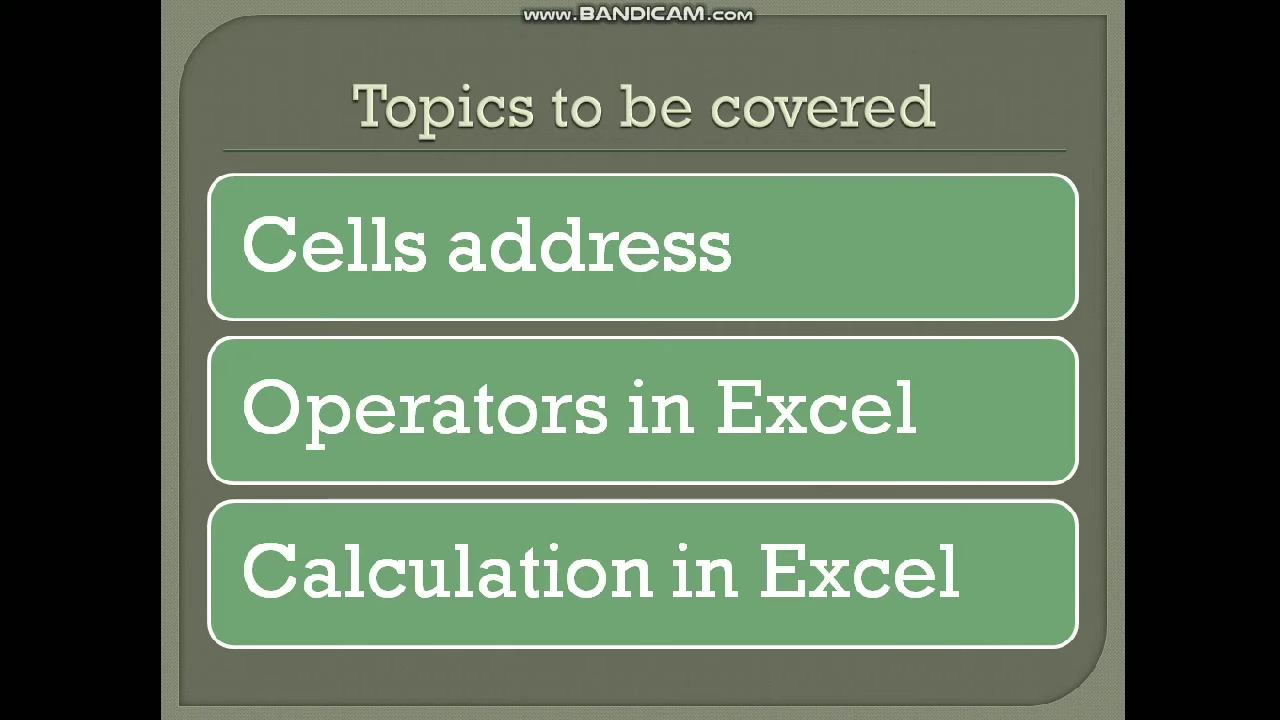 www.BANDICAM.com
Topics to be covered
Cells address
Operators in Excel
Calculation in Excel